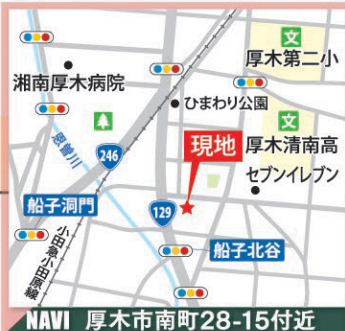 文
厚木第二小
湘南厚木病院
ひまわり公園
恩曽川
文
246
現地
厚木清南高
セブンイレブン
船子洞門
129
小田急小田原線
船子北谷
NAVI 厚木市南町28-15付近